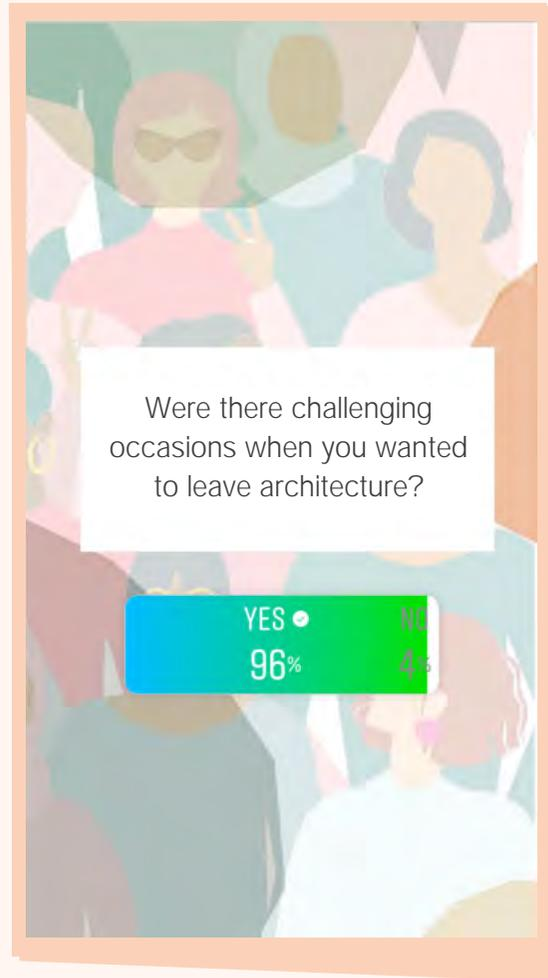 Were there challenging
occasions when you wanted
to leave architecture?
YES NO
96% 4%